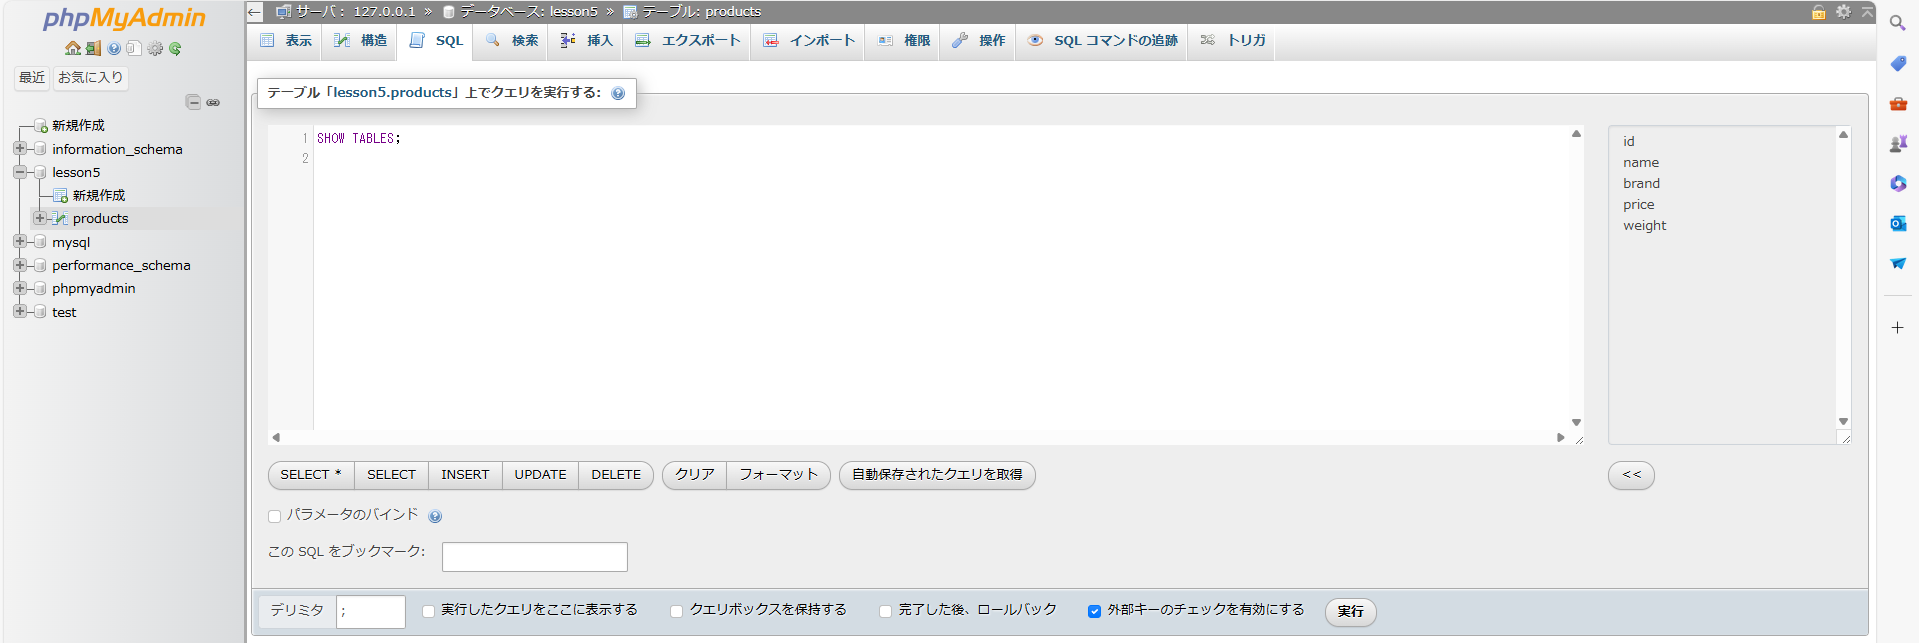 phpMyAdmin
最近 お気に入り
新規作成
information_schema
lesson5
新規作成
products
mysql
performance_schema
phpmyadmin
test
サーバ: 127.0.0.1 » データベース: lesson5 » テーブル: products
表示 構造 SQL 検索 挿入 エクスポート インポート 権限 操作 SQL コマンドの追跡 トリガ
テーブル「lesson5.products」上でクエリを実行する:
1 SHOW TABLES;
2
id
name
brand
price
weight
SELECT * SELECT INSERT UPDATE DELETE クリア フォーマット 自動保存されたクエリを取得 <<
パラメータのバインド
この SQL をブックマーク:
デリミタ ; 実行したクエリをここに表示する クエリボックスを保持する 完了した後、ロールバック 外部キーのチェックを有効にする 実行